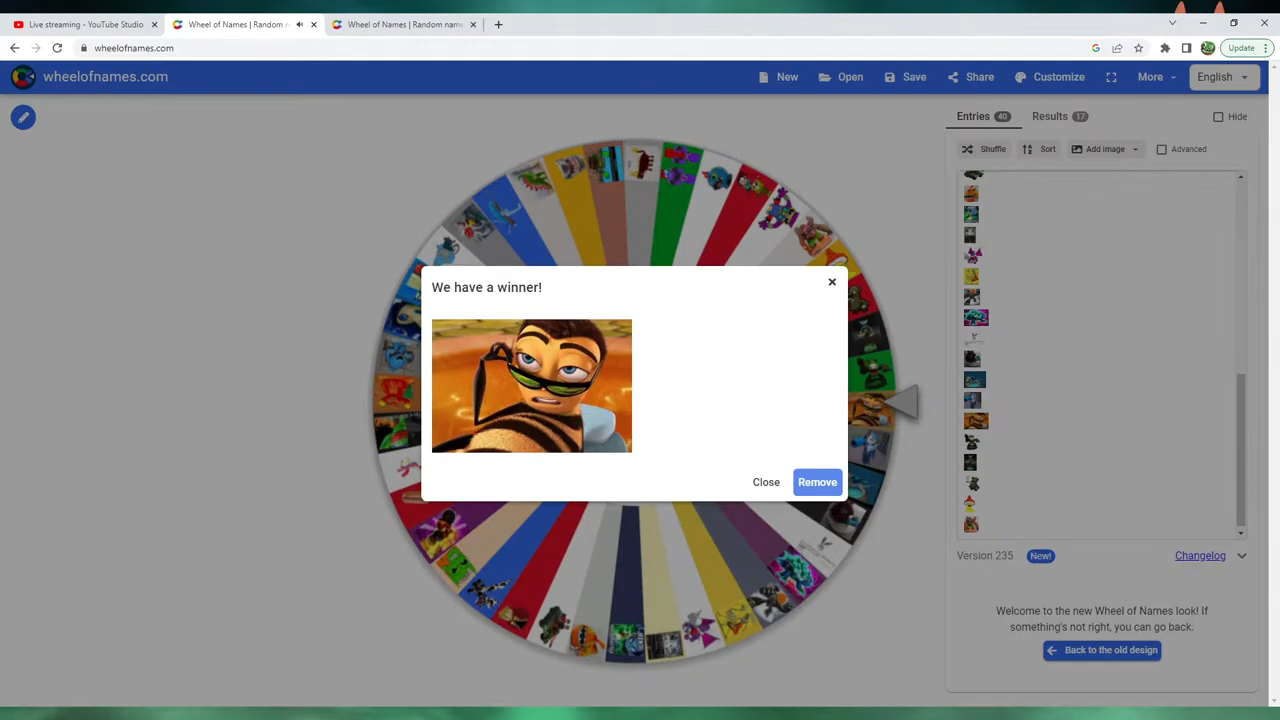 Live streaming - YouTube Studio
Wheel of Names | Random n
Wheel of Names | Random name
wheelofnames.com
Update
wheelofnames.com
New
Open
Save
Share
Customize
More
English
Entries 40
Results 17
Hide
Shuffle
Sort
Add image
Advanced
We have a winner!
Close
Remove
Version 235
New!
Changelog
Welcome to the new Wheel of Names look! If
something's not right, you can go back.
Back to the old design